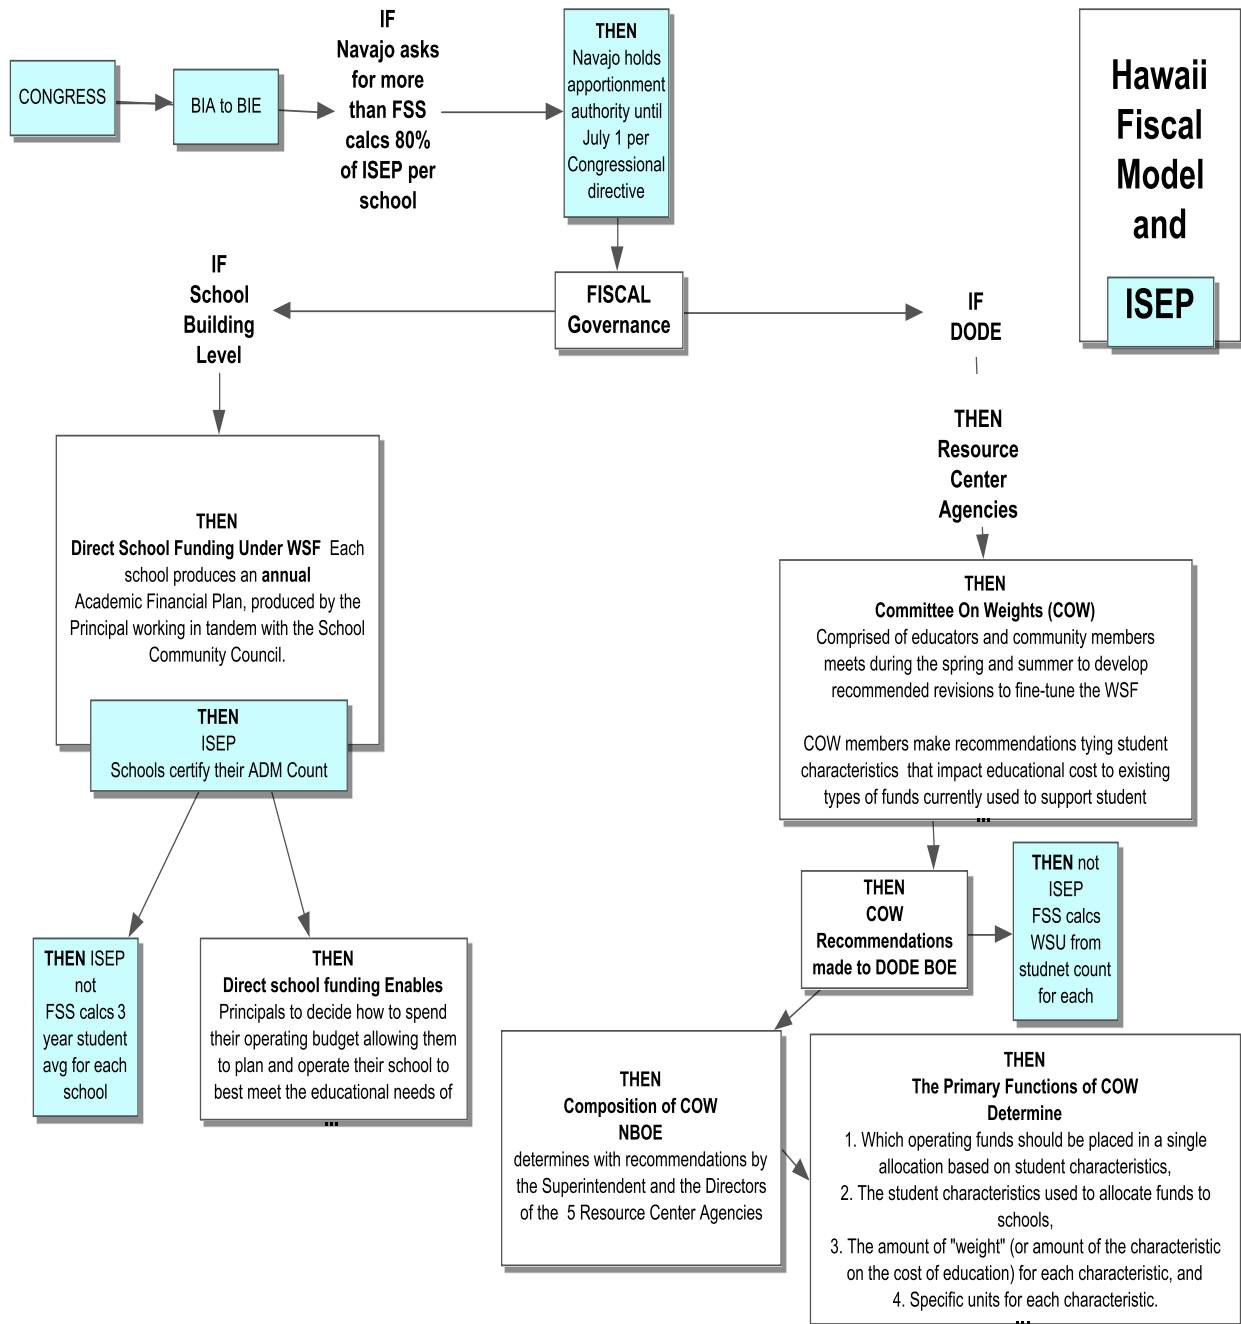 CONGRESS
BIA to BIE
IF
Navajo asks
for more
than FSS
calcs 80%
of ISEP per
school
THEN
Navajo holds
apportionment
authority until
July 1 per
Congressional
directive
Hawaii
Fiscal
Model
and
ISEP
FISCAL
Governance
IF
School
Building
Level
IF
DODE
THEN
Resource
Center
Agencies
THEN
Direct School Funding Under WSF Each
school produces an annual
Academic Financial Plan, produced by the
Principal working in tandem with the School
Community Council.
THEN
ISEP
Schools certify their ADM Count
THEN
Committee On Weights (COW)
Comprised of educators and community members
meets during the spring and summer to develop
recommended revisions to fine-tune the WSF
COW members make recommendations tying student
characteristics that impact educational cost to existing
types of funds currently used to support student
...
THEN
COW
Recommendations
made to DODE BOE
THEN not
ISEP
FSS calcs
WSU from
studnet count
for each
THEN ISEP
not
FSS calcs 3
year student
avg for each
school
THEN
Direct school funding Enables
Principals to decide how to spend
their operating budget allowing them
to plan and operate their school to
best meet the educational needs of
...
THEN
Composition of COW
NBOE
determines with recommendations by
the Superintendent and the Directors
of the 5 Resource Center Agencies
THEN
The Primary Functions of COW
Determine
1. Which operating funds should be placed in a single
allocation based on student characteristics,
2. The student characteristics used to allocate funds to
schools,
3. The amount of "weight" (or amount of the characteristic
on the cost of education) for each characteristic, and
4. Specific units for each characteristic.
...